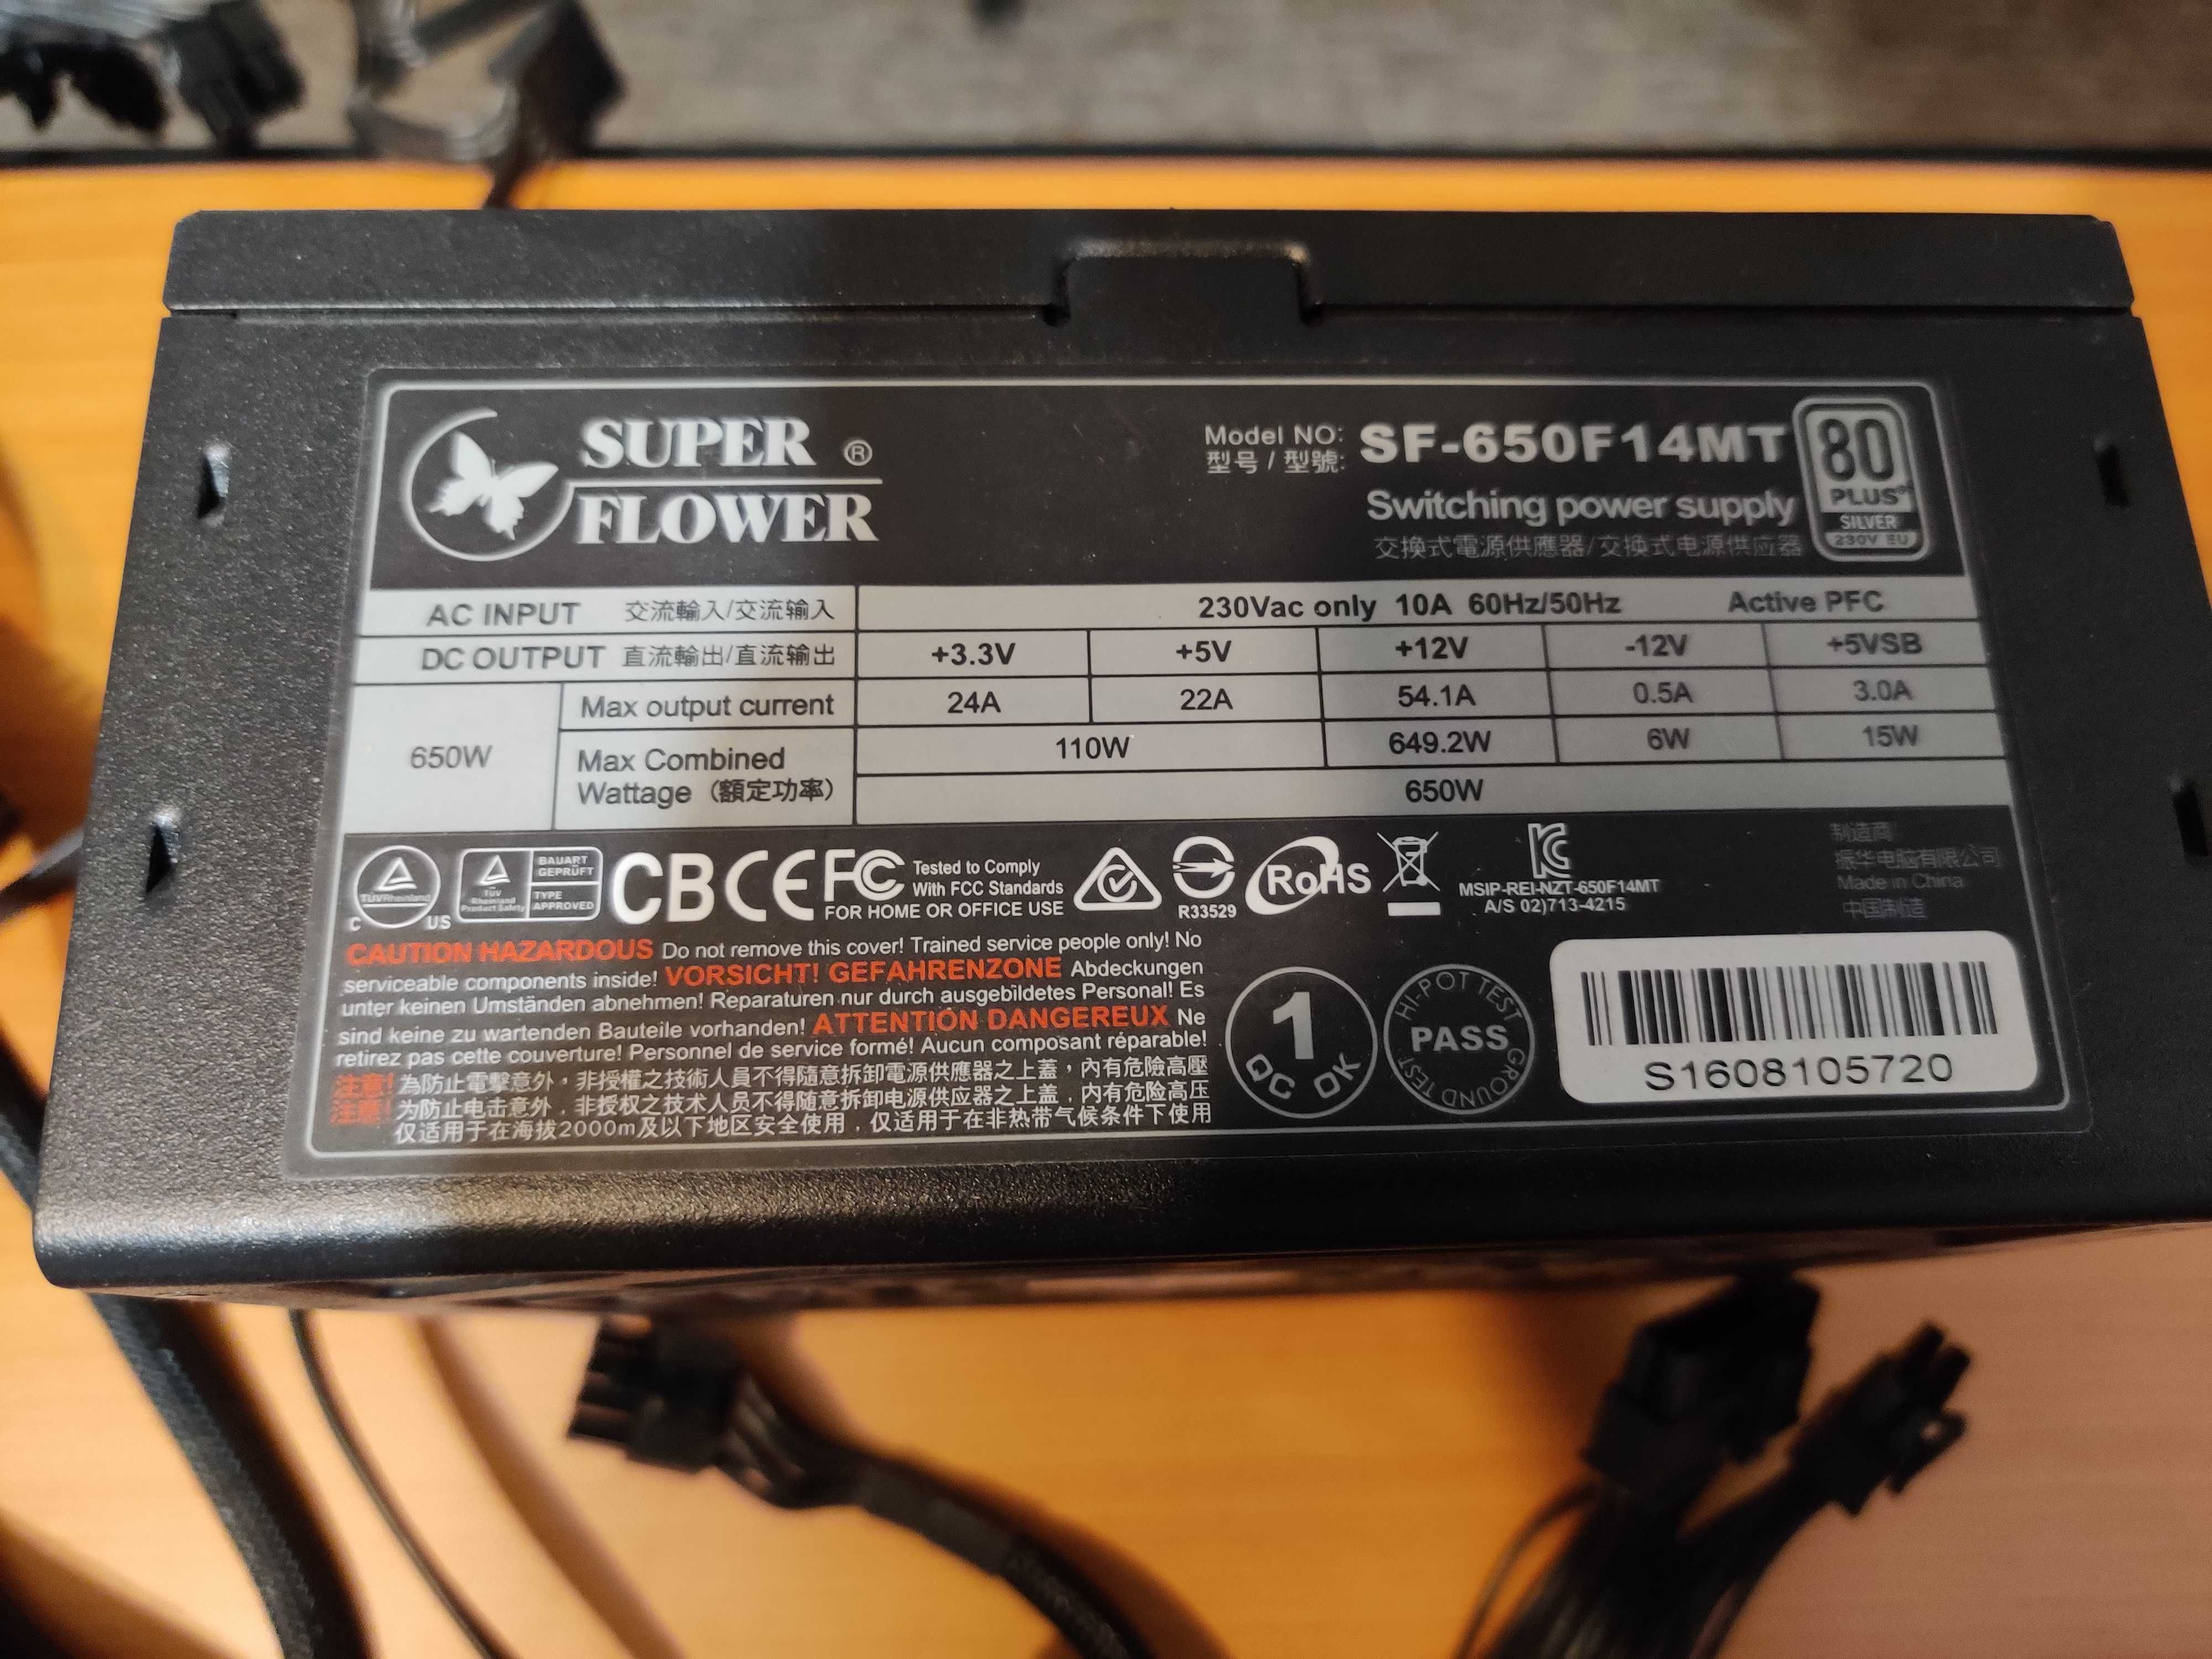 SUPER ®
FLOWER
Model NO: SF-650F14MT
型号 / 型號:
Switching power supply
交換式電源供應器/交换式电源供应器
80
PLUS
SILVER
230V EU
AC INPUT 交流輸入/交流输入 230Vac only 10A 60Hz/50Hz Active PFC
DC OUTPUT 直流輸出/直流输出 +3.3V +5V +12V -12V +5VSB
650W Max output current 24A 22A 54.1A 0.5A 3.0A
Max Combined 110W 649.2W 6W 15W
Wattage (額定功率) 650W
TÜVRheinland
C US
TÜV
Rheinland
Product Safety
BAUART
GEPRÜFT
TYPE
APPROVED
CB CE FC Tested to Comply
With FCC Standards
FOR HOME OR OFFICE USE
R33529
RoHS
MSIP-REI-NZT-650F14MT
A/S 02)713-4215
制造商:
振华电脑有限公司
Made in China
中国制造
CAUTION HAZARDOUS Do not remove this cover! Trained service people only! No
serviceable components inside! VORSICHT! GEFAHRENZONE Abdeckungen
unter keinen Umständen abnehmen! Reparaturen nur durch ausgebildetes Personal! Es
sind keine zu wartenden Bauteile vorhanden! ATTENTION DANGEREUX Ne
retirez pas cette couverture! Personnel de service formé! Aucun composant réparable!
注意! 為防止電擊意外，非授權之技術人員不得隨意拆卸電源供應器之上蓋，內有危險高壓
注意! 为防止电击意外，非授权之技术人员不得随意拆卸电源供应器之上盖，内有危险高压
仅适用于在海拔2000m及以下地区安全使用，仅适用于在非热带气候条件下使用
1
QC OK
HI-POT TEST
PASS
GROUND TEST
S1608105720